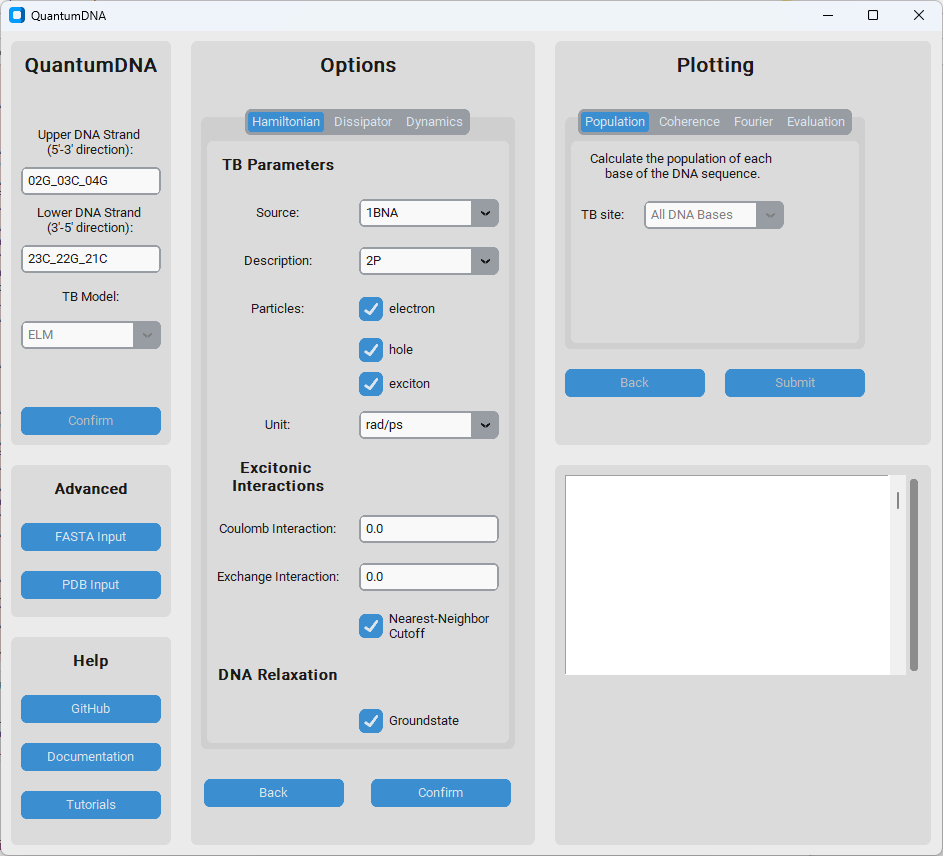 QuantumDNA
QuantumDNA
Upper DNA Strand
(5'-3' direction):
02G_03C_04G
Lower DNA Strand
(3'-5' direction):
23C_22G_21C
TB Model:
ELM
Confirm
Advanced
FASTA Input
PDB Input
Help
GitHub
Documentation
Tutorials
Options
Hamiltonian Dissipator Dynamics
TB Parameters
Source: 1BNA
Description: 2P
Particles: electron
hole
exciton
Unit: rad/ps
Excitonic
Interactions
Coulomb Interaction: 0.0
Exchange Interaction: 0.0
Nearest-Neighbor
Cutoff
DNA Relaxation
Groundstate
Back Confirm
Plotting
Population Coherence Fourier Evaluation
Calculate the population of each
base of the DNA sequence.
TB site: All DNA Bases
Back Submit